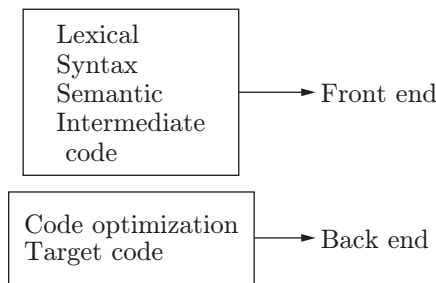 Lexical
Syntax
Semantic
Intermediate
code
Front end
Code optimization
Target code
Back end